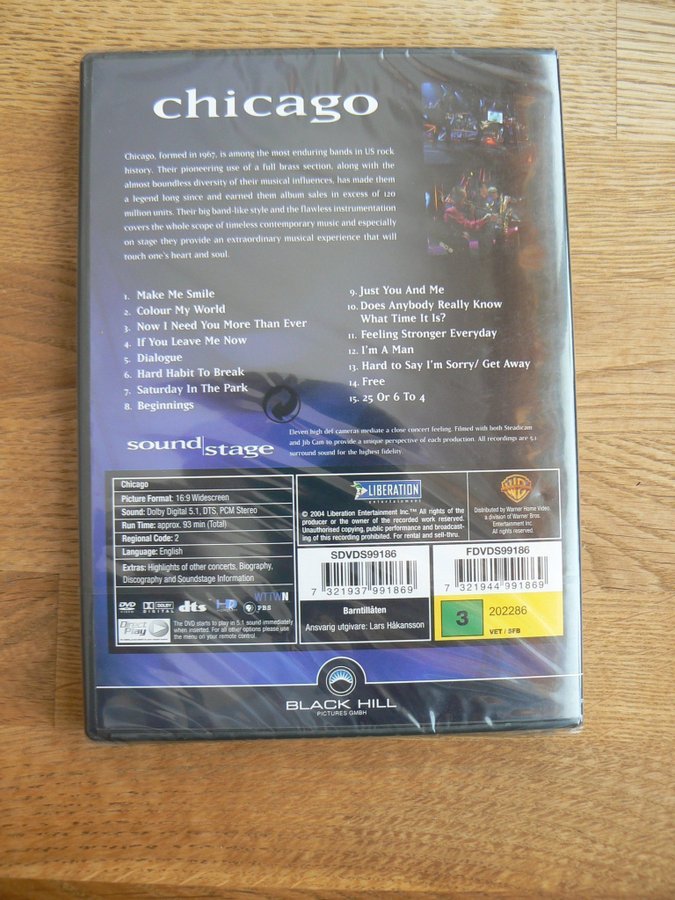 chicago
Chicago, formed in 1967, is among the most enduring bands in US rock
history. Their pioneering use of a full brass section, along with the
almost boundless diversity of their musical influences, has made them
a legend long since and earned them album sales in excess of 120
million units. Their big band-like style and the flawless instrumentation
covers the whole scope of timeless contemporary music and especially
on stage they provide an extraordinary musical experience that will
touch one's heart and soul.
1. Make Me Smile
2. Colour My World
3. Now I Need You More Than Ever
4. If You Leave Me Now
5. Dialogue
6. Hard Habit To Break
7. Saturday In The Park
8. Beginnings
9. Just You And Me
10. Does Anybody Really Know
What Time It Is?
11. Feeling Stronger Everyday
12. I'm A Man
13. Hard to Say I'm Sorry/ Get Away
14. Free
15. 25 Or 6 To 4
sound|stage
Eleven high def cameras mediate a close concert feeling. Filmed with both Steadicam
and Jib Cam to provide a unique perspective of each production. All recordings are 5.1
surround sound for the highest fidelity.
Chicago
Picture Format: 16:9 Widescreen
Sound: Dolby Digital 5.1, DTS, PCM Stereo
Run Time: approx. 93 min (Total)
Regional Code: 2
Language: English
Extras: Highlights of other concerts, Biography,
Discography and Soundstage Information
DVD DOLBY DIGITAL dts HD WTTW PBS
Direct Play
The DVD starts to play in 5.1 sound immediately
when inserted. For all other options please use
the menu on your remote control.
LIBERATION
entertainment
© 2004 Liberation Entertainment Inc.™ All rights of the
producer or the owner of the recorded work reserved.
Unauthorised copying, public performance and broadcast-
ing of this recording prohibited. For rental and sell-thru.
WB
Distributed by Warner Home Video,
a division of Warner Bros.
Entertainment Inc
All rights reserved.
SDVDS99186
7 321937 991869
Barntillåten
Ansvarig utgivare: Lars Håkansson
FDVDS99186
7 321944 991869
3
202286
VET / SFB
BLACK HILL
PICTURES GMBH